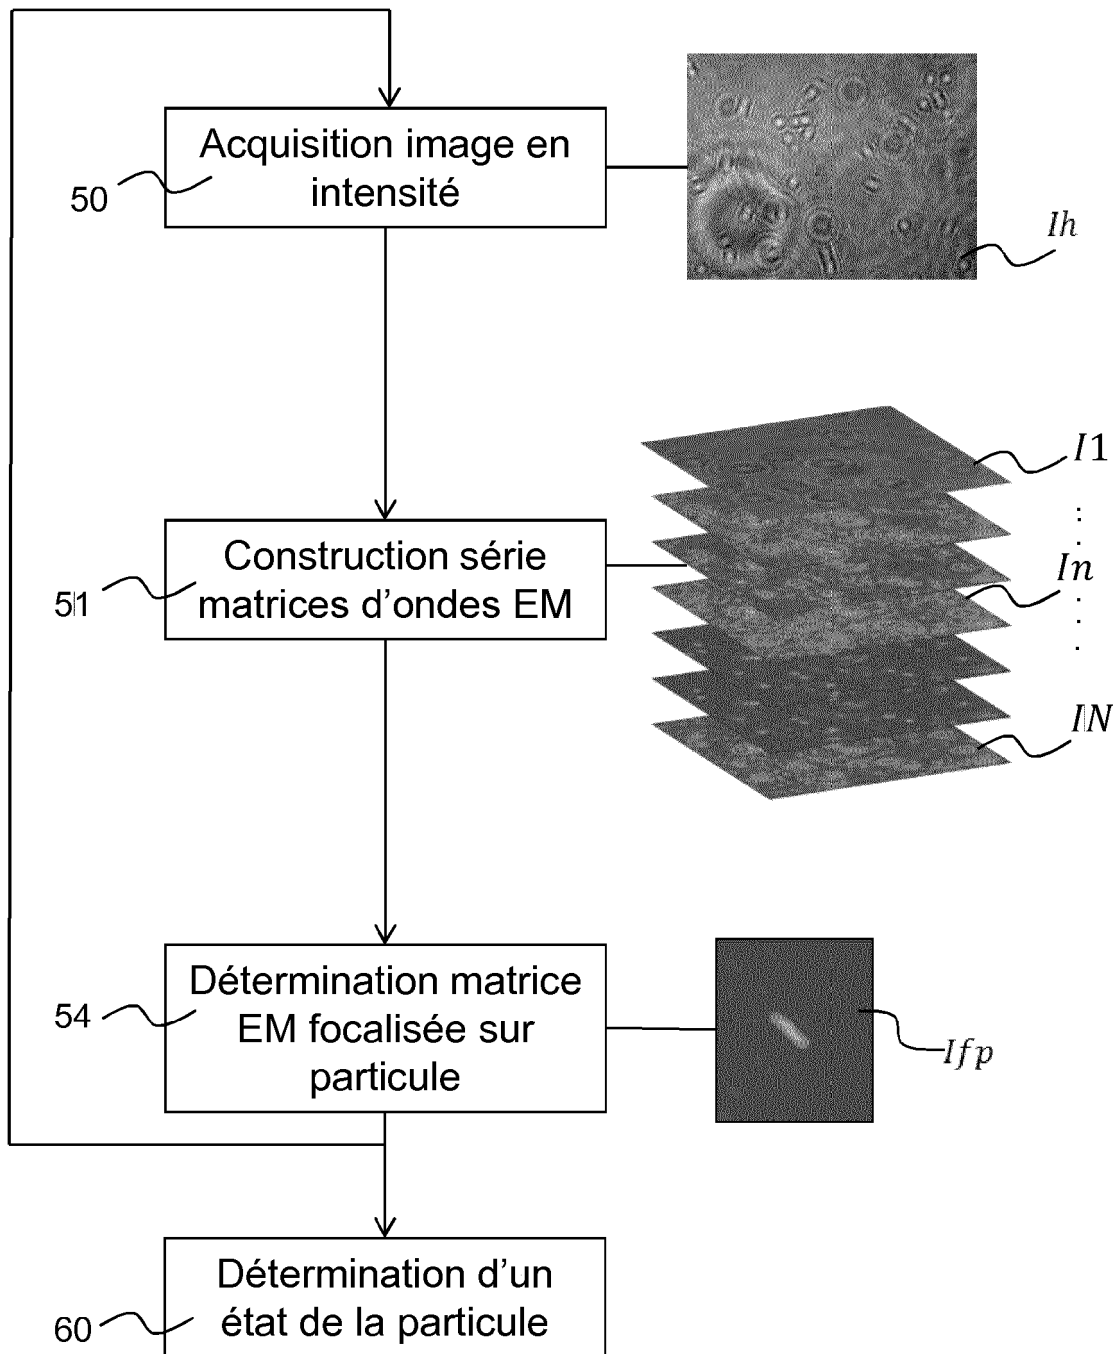 Acquisition image en
intensité
50
Ih
I1
Construction série
matrices d'ondes EM
51
In
IN
Détermination matrice
EM focalisée sur
particule
54
Ifp
Détermination d'un
état de la particule
60